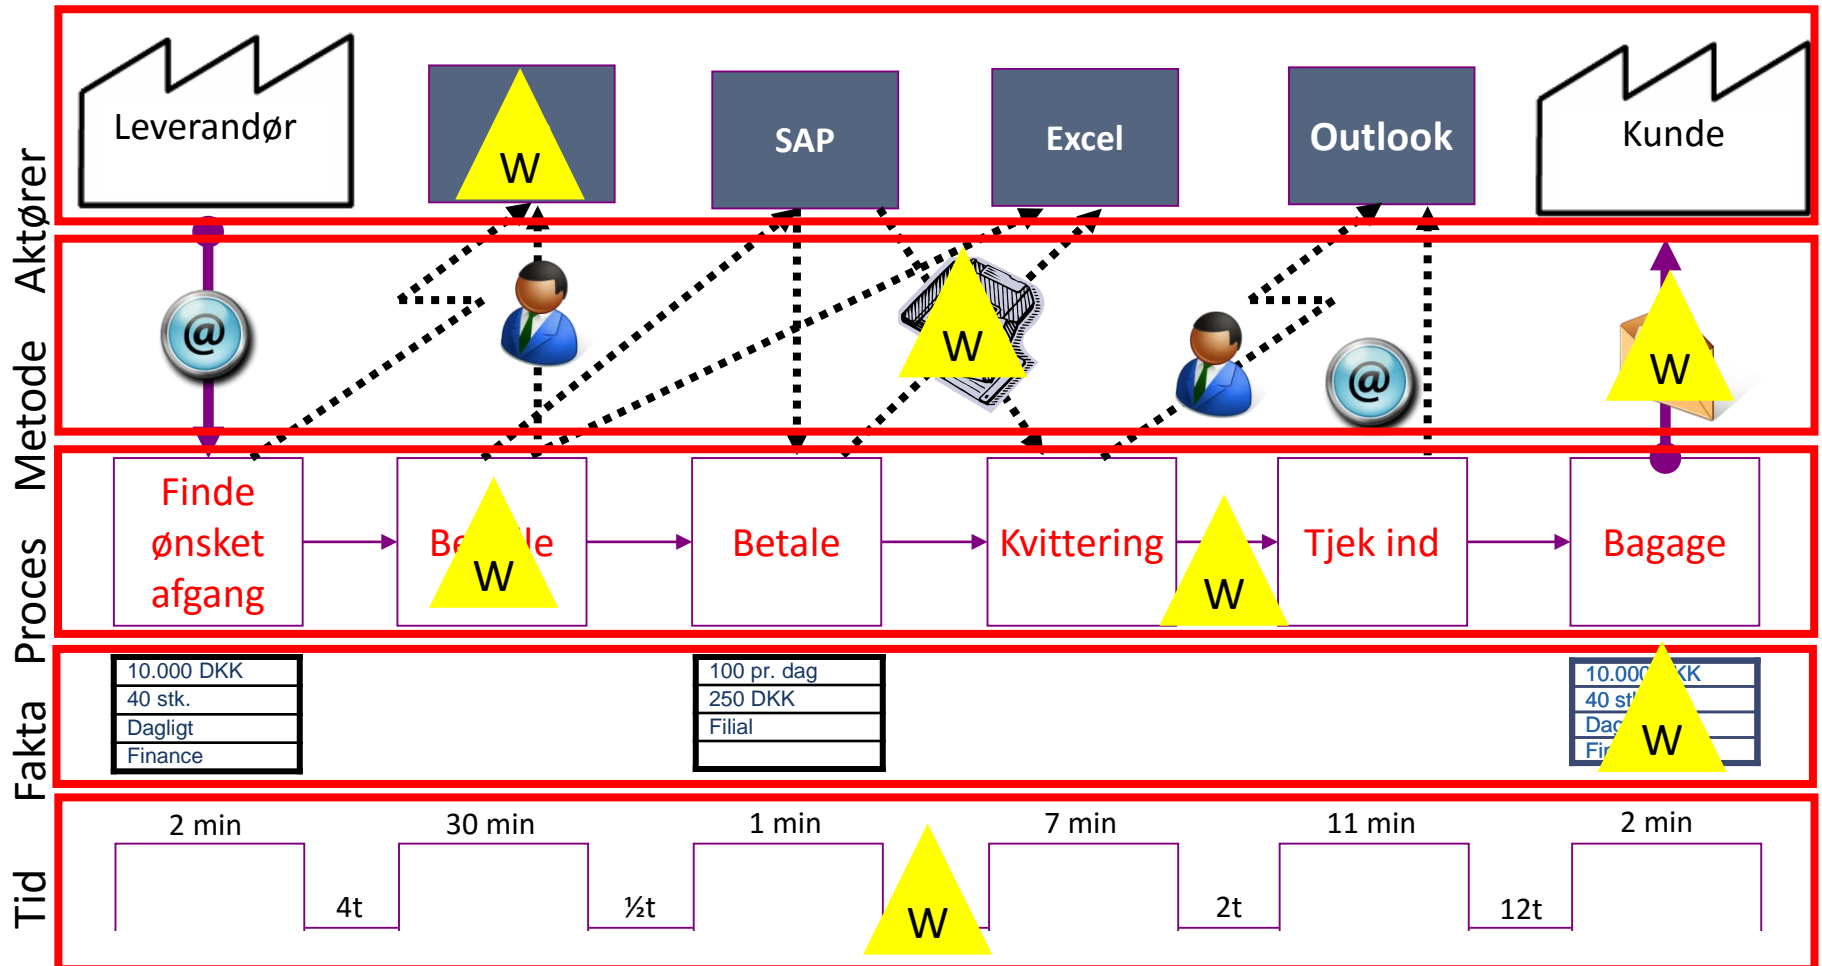 Aktører
Leverandør
W
SAP
Excel
Outlook
Kunde
Metode
@
W
@
W
Proces
Finde
ønsket
afgang
W
Betale
Kvittering
W
Tjek ind
Bagage
Fakta
10.000 DKK
40 stk.
Dagligt
Finance
100 pr. dag
250 DKK
Filial
W
Tid
2 min
30 min
1 min
7 min
11 min
2 min
4t
½t
W
2t
12t